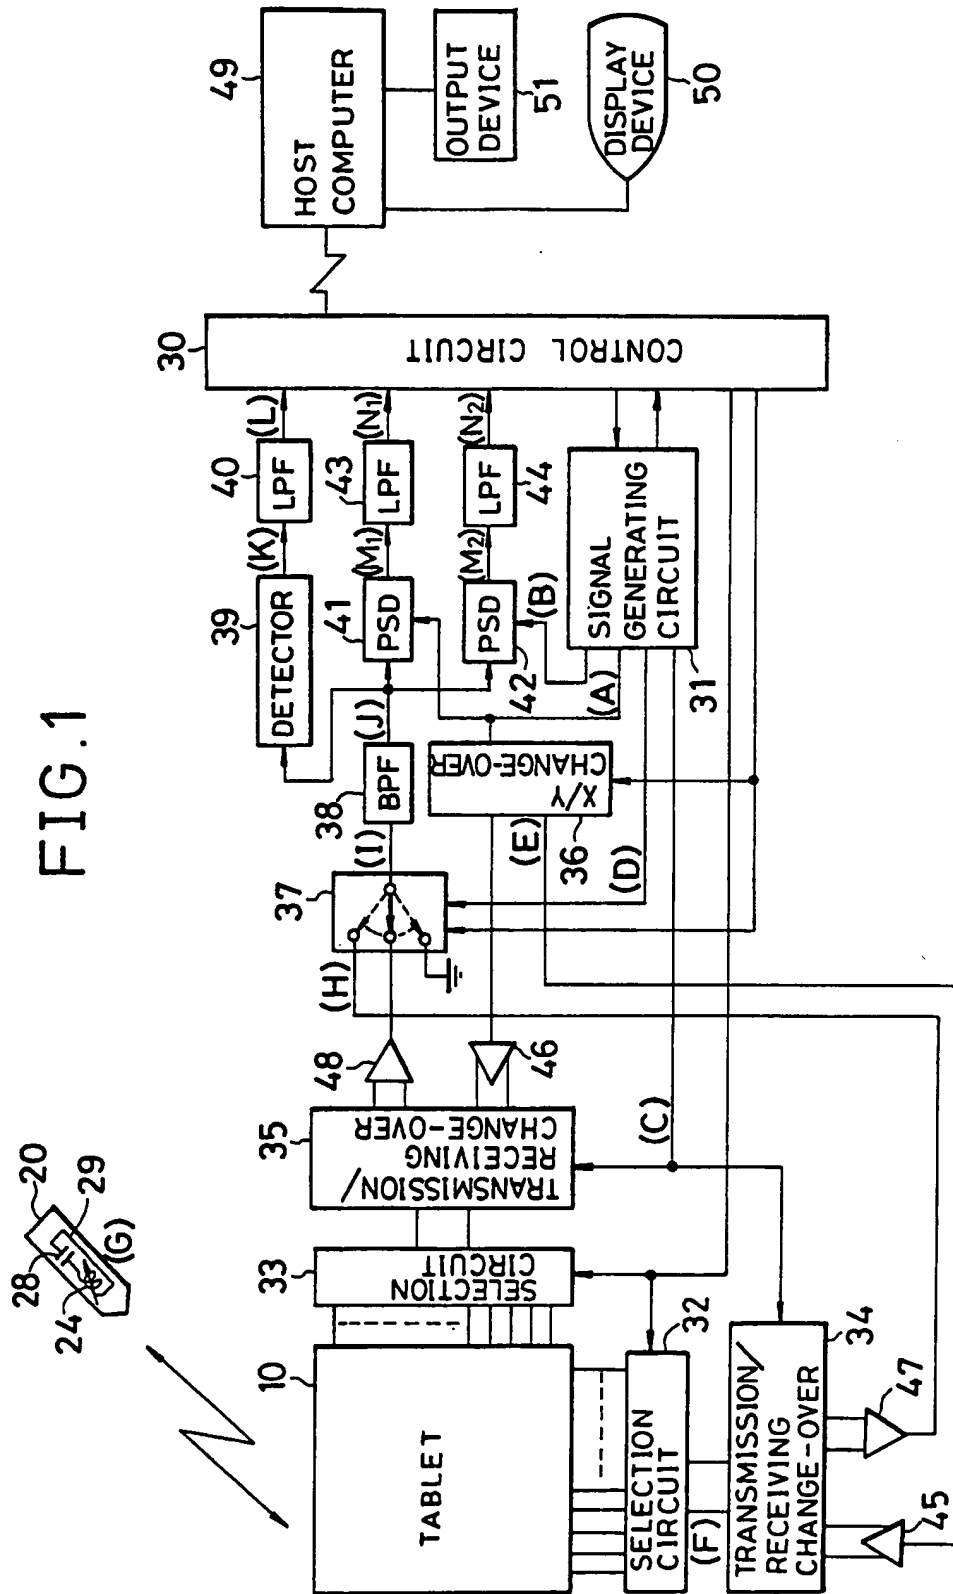 FIG.1
20
28
29
24
(G)
10
TABLET
33
SELECTION
CIRCUIT
35
TRANSMISSION/
RECEIVING
CHANGE-OVER
48
46
37
(H)
(I)
38
BPF
(J)
39
DETECTOR
(K)
40
LPF
(L)
41
PSD
(M1)
43
LPF
(N1)
42
PSD
(M2)
44
LPF
(N2)
30
CONTROL CIRCUIT
49
HOST
COMPUTER
OUTPUT
DEVICE
51
DISPLAY
DEVICE
50
36
X/Y
CHANGE-OVER
(E)
(A)
(B)
(D)
(C)
31
SIGNAL
GENERATING
CIRCUIT
32
SELECTION
CIRCUIT
(F)
34
TRANSMISSION/
RECEIVING
CHANGE-OVER
47
45